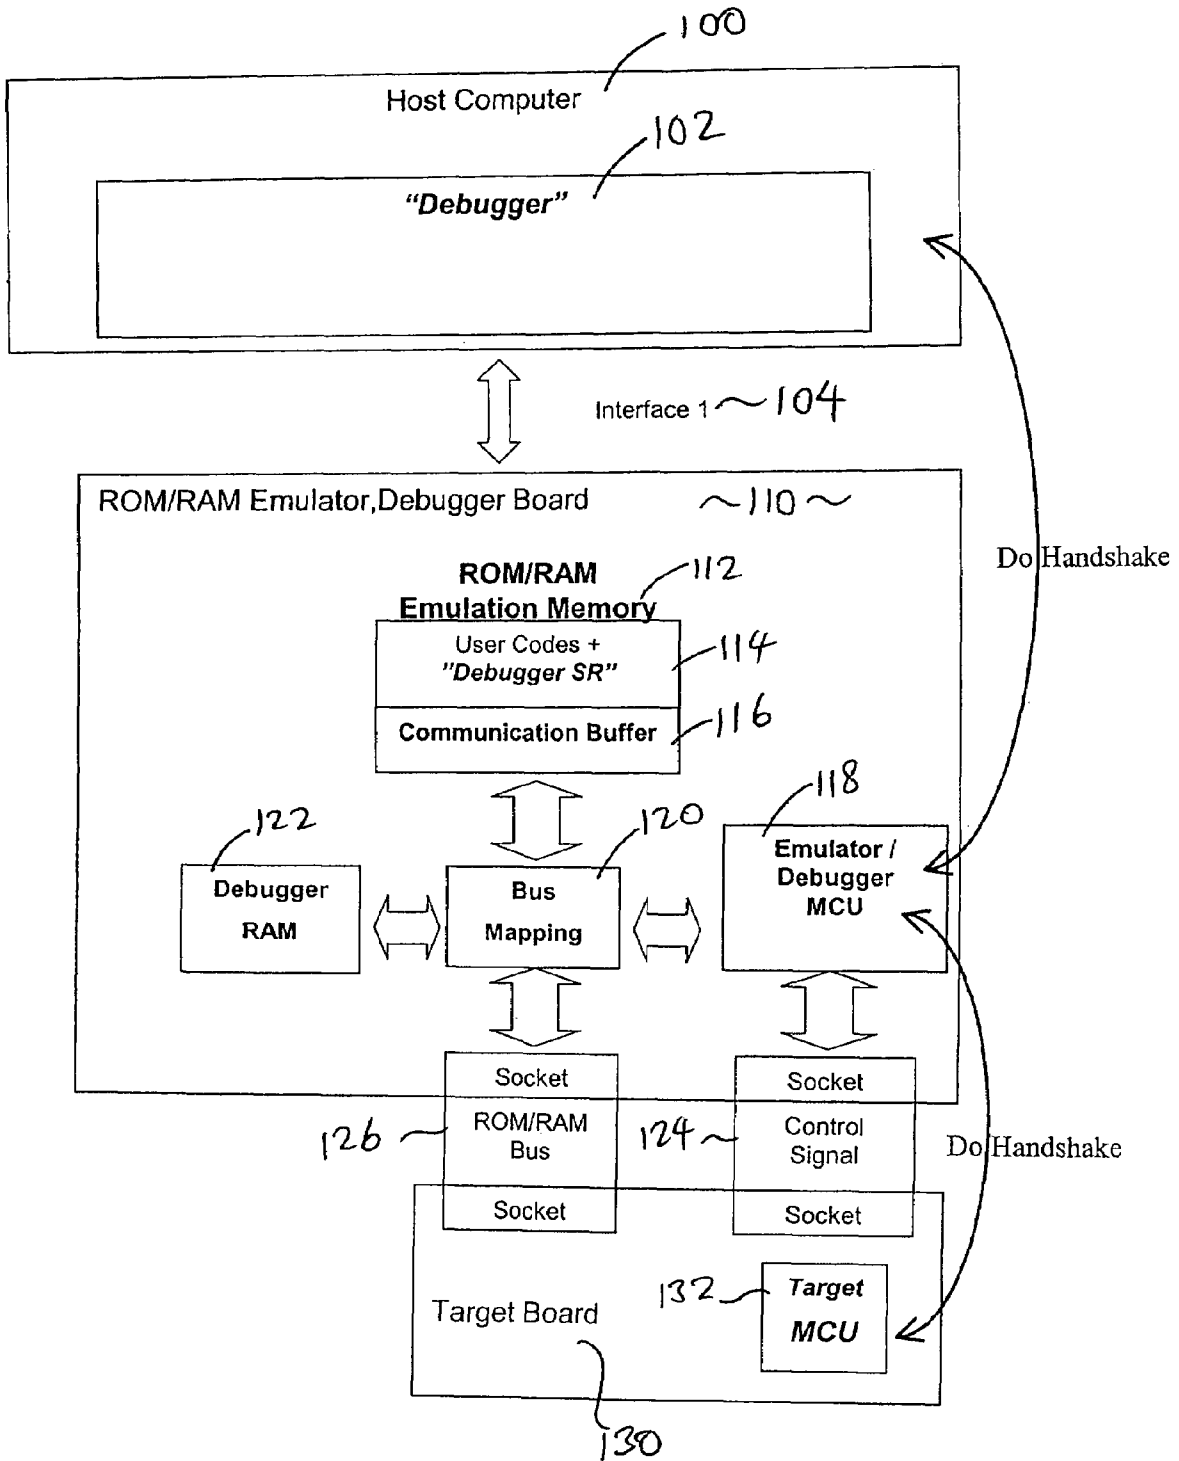 100
Host Computer
102
“Debugger”
Interface 1 ~ 104
ROM/RAM Emulator,Debugger Board ~110~
Do Handshake
ROM/RAM
Emulation Memory
112
User Codes +
"Debugger SR"
114
Communication Buffer
116
118
122
120
Emulator /
Debugger
MCU
Debugger
RAM
Bus
Mapping
Socket
Socket
126
ROM/RAM
Bus
124
Control
Signal
Do Handshake
Socket
Socket
132
Target
MCU
Target Board
130